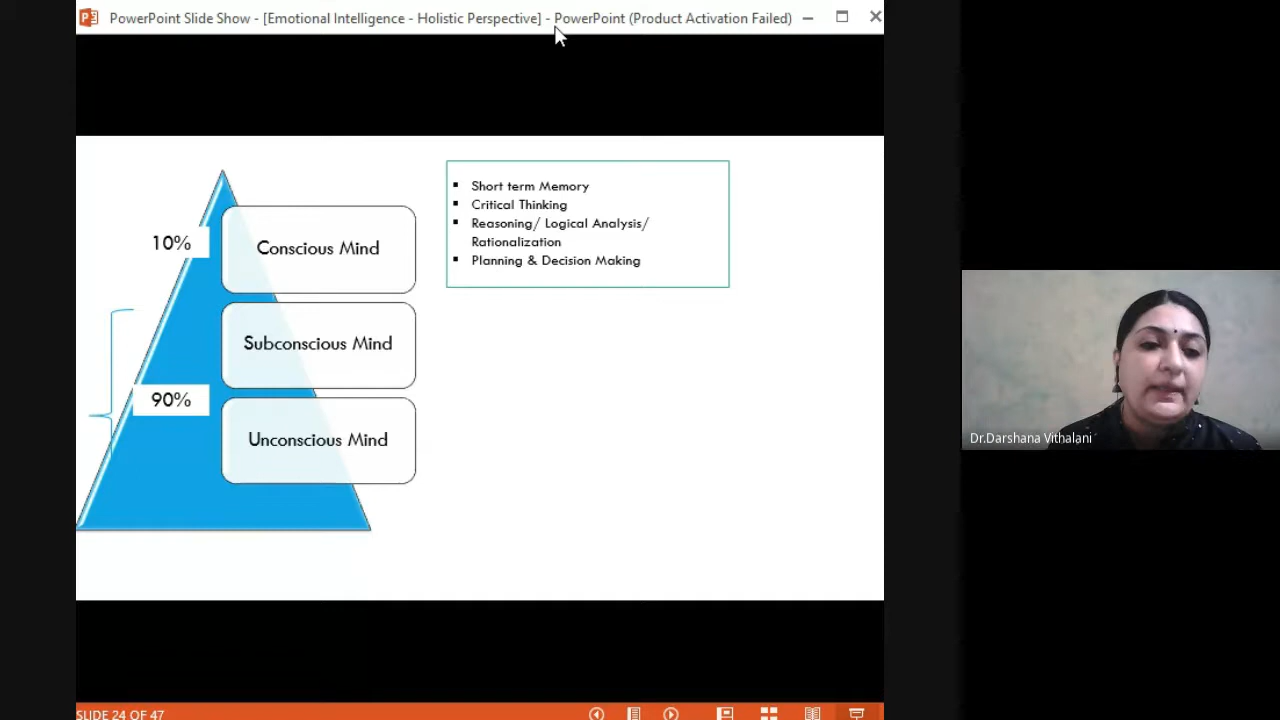 PowerPoint Slide Show - [Emotional Intelligence - Holistic Perspective] - PowerPoint (Product Activation Failed)
10%
Conscious Mind
Subconscious Mind
90%
Unconscious Mind
▪ Short term Memory
▪ Critical Thinking
▪ Reasoning/ Logical Analysis/
Rationalization
▪ Planning & Decision Making
Dr.Darshana Vithalani
SLIDE 24 OF 47